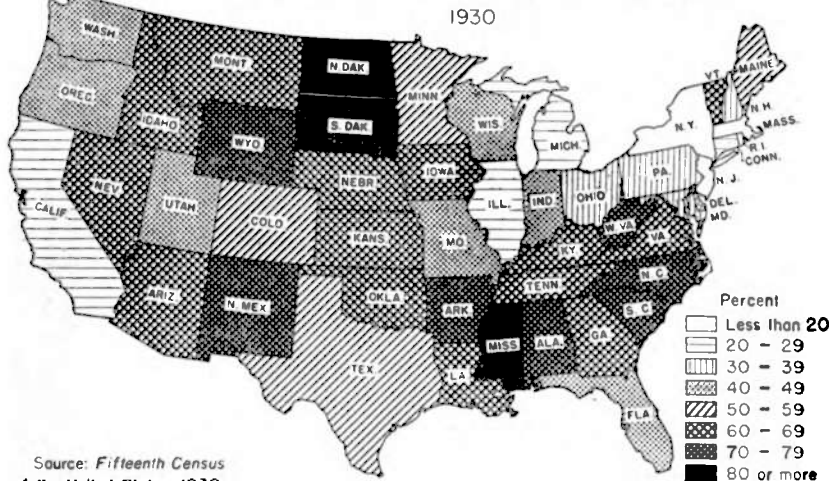 1930
WASH.
MONT.
N. DAK
MINN
VT.
MAINE
OREG.
IDAHO
S. DAK
WIS.
MICH.
N.Y.
N.H.
MASS.
R.I.
CONN.
WYO
NEBR
IOWA
PA.
N.J.
NEV.
UTAH
COLO
ILL.
IND
OHIO
DEL.
MD.
CALIF.
KANS.
MO.
W. VA.
VA.
KY.
ARIZ.
N. MEX
OKLA
ARK.
TENN.
N. C.
S. C
MISS
ALA.
GA
TEX.
LA
FLA
Percent
Less than 20
20 - 29
30 - 39
40 - 49
50 - 59
60 - 69
70 - 79
80 or more
Source: Fifteenth Census